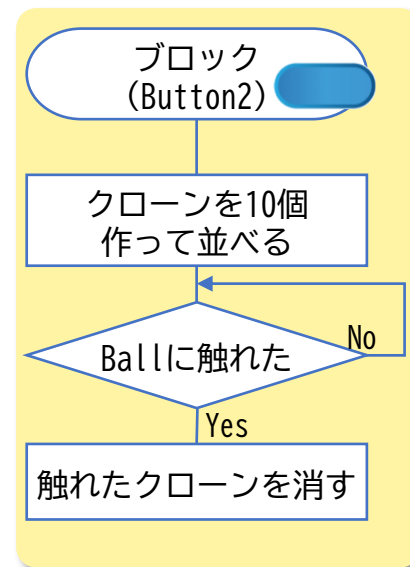 ブロック
(Button2)
クローンを10個
作って並べる
Ballに触れた
No
Yes
触れたクローンを消す